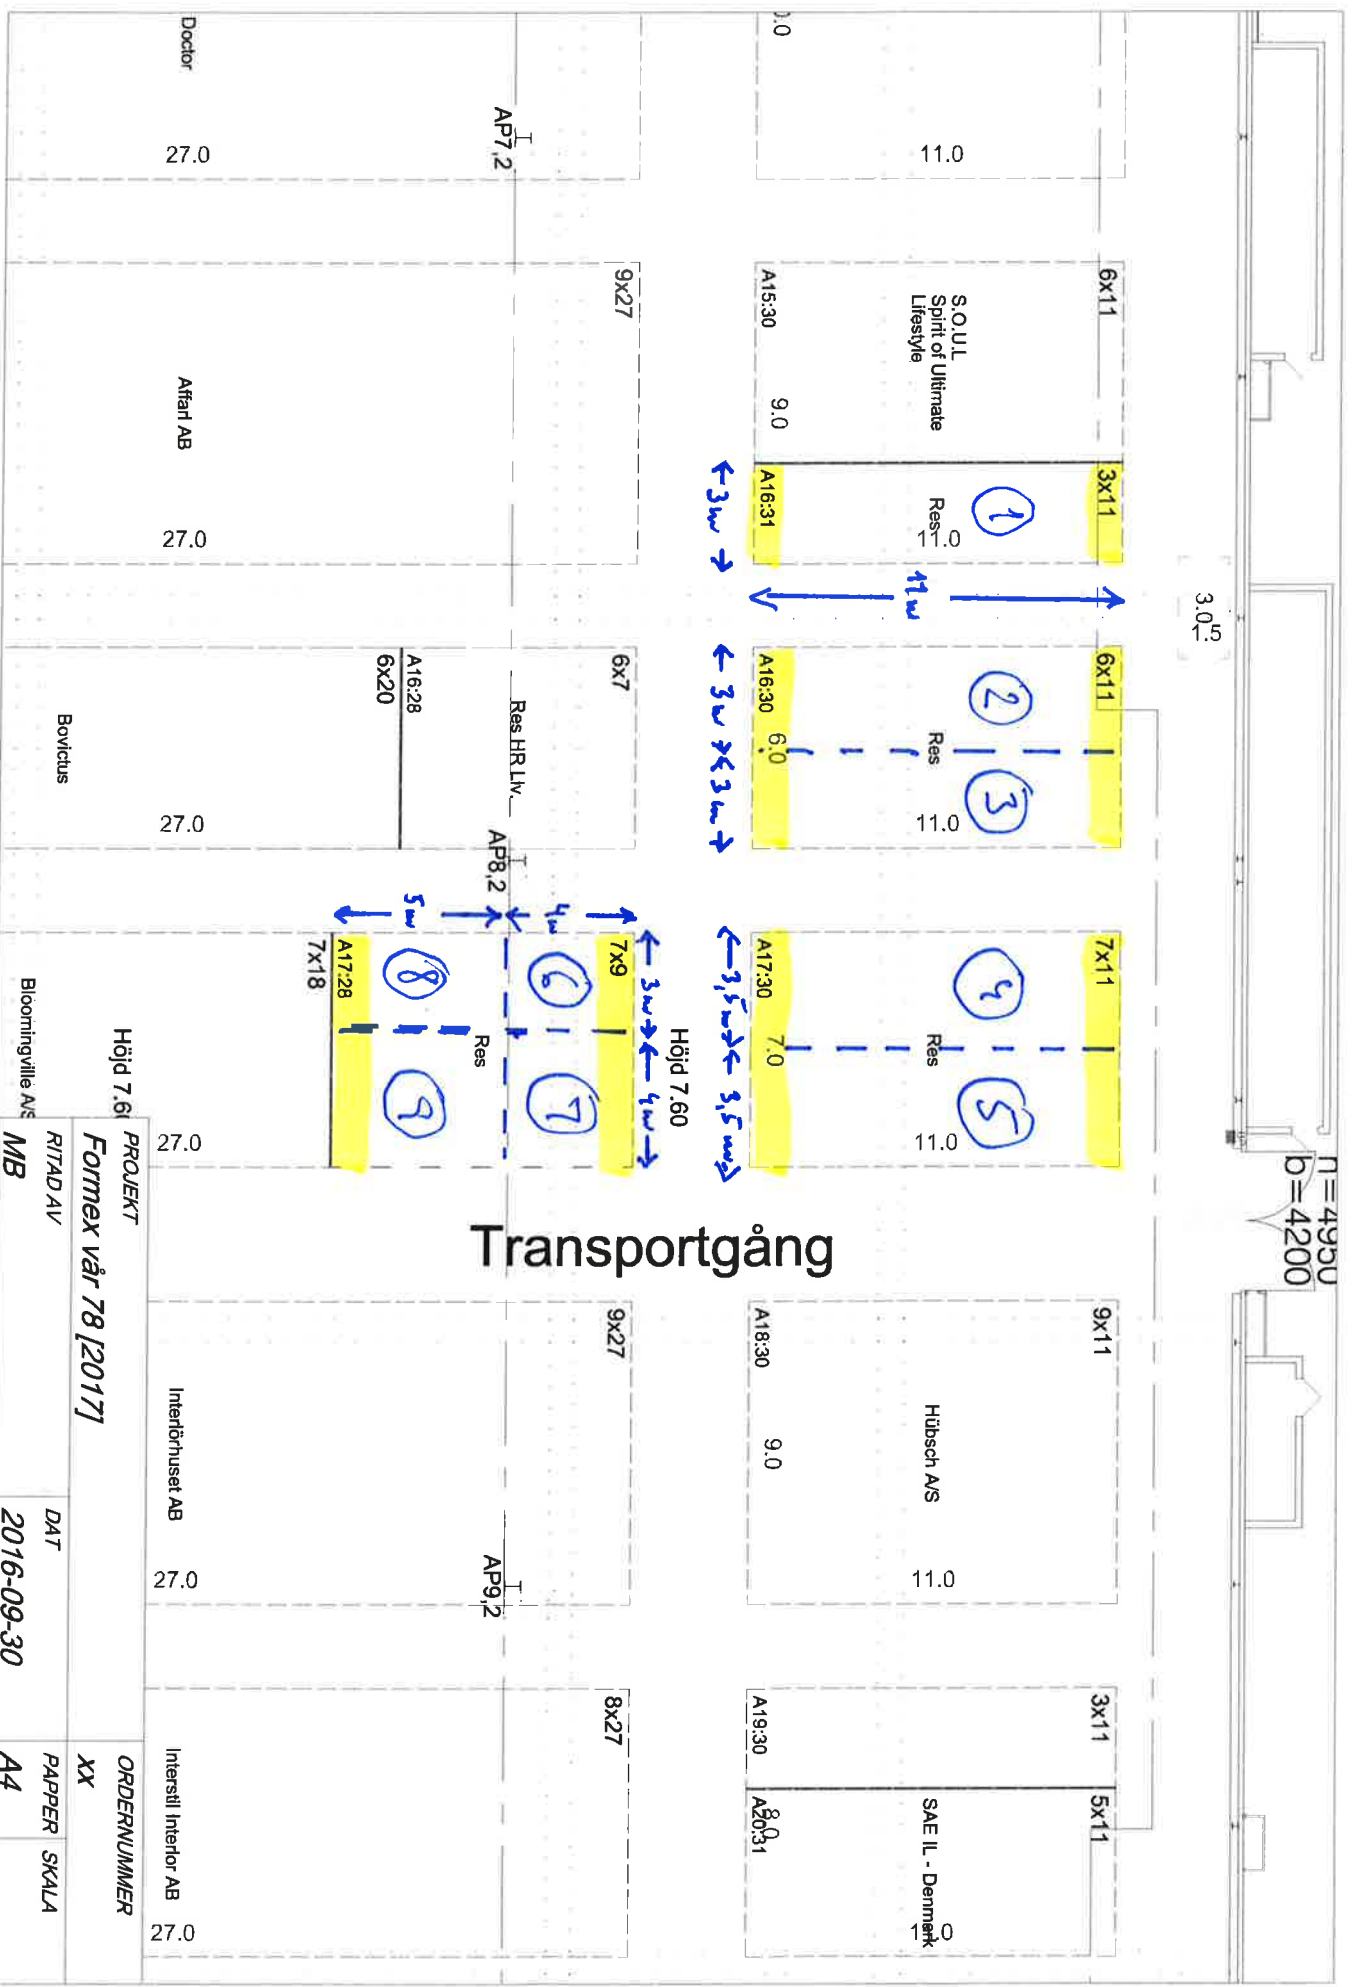 n=4950
b=4200
3.0
1.5
0.0
11.0
6x11
S.O.U.L
Spirit of Ultimate
Lifestyle
A15:30
9.0
3x11
1
Res
11.0
A16:31
← 3m →
11m
6x11
2
Res
3
11.0
A16:30
6.0
← 3m → ← 3m →
7x11
4
Res
5
11.0
A17:30
7.0
← 3,5m → ← 3,5m →
9x11
Hübsch A/S
11.0
A18:30
9.0
3x11
A19:30
5x11
SAE IL - Denmark
11.0
8.0
A20:31
Doctor
27.0
AP7,2
9x27
Affari AB
27.0
6x7
Res HR Liv.
A16:28
6x20
Bovictus
27.0
AP8,2
Höjd 7.60
← 3m → ← 4m →
4m
5m
7x9
6
7
Res
8
9
A17:28
7x18
Höjd 7.60
Bloomingville A/S
27.0
Transportgång
9x27
Interiörhuset AB
27.0
AP9,2
8x27
Interstil Interior AB
27.0
PROJEKT
Formex vår 78 [2017]
ORDERNUMMER
XX
RITAD AV
MB
DAT
2016-09-30
PAPPER
A4
SKALA